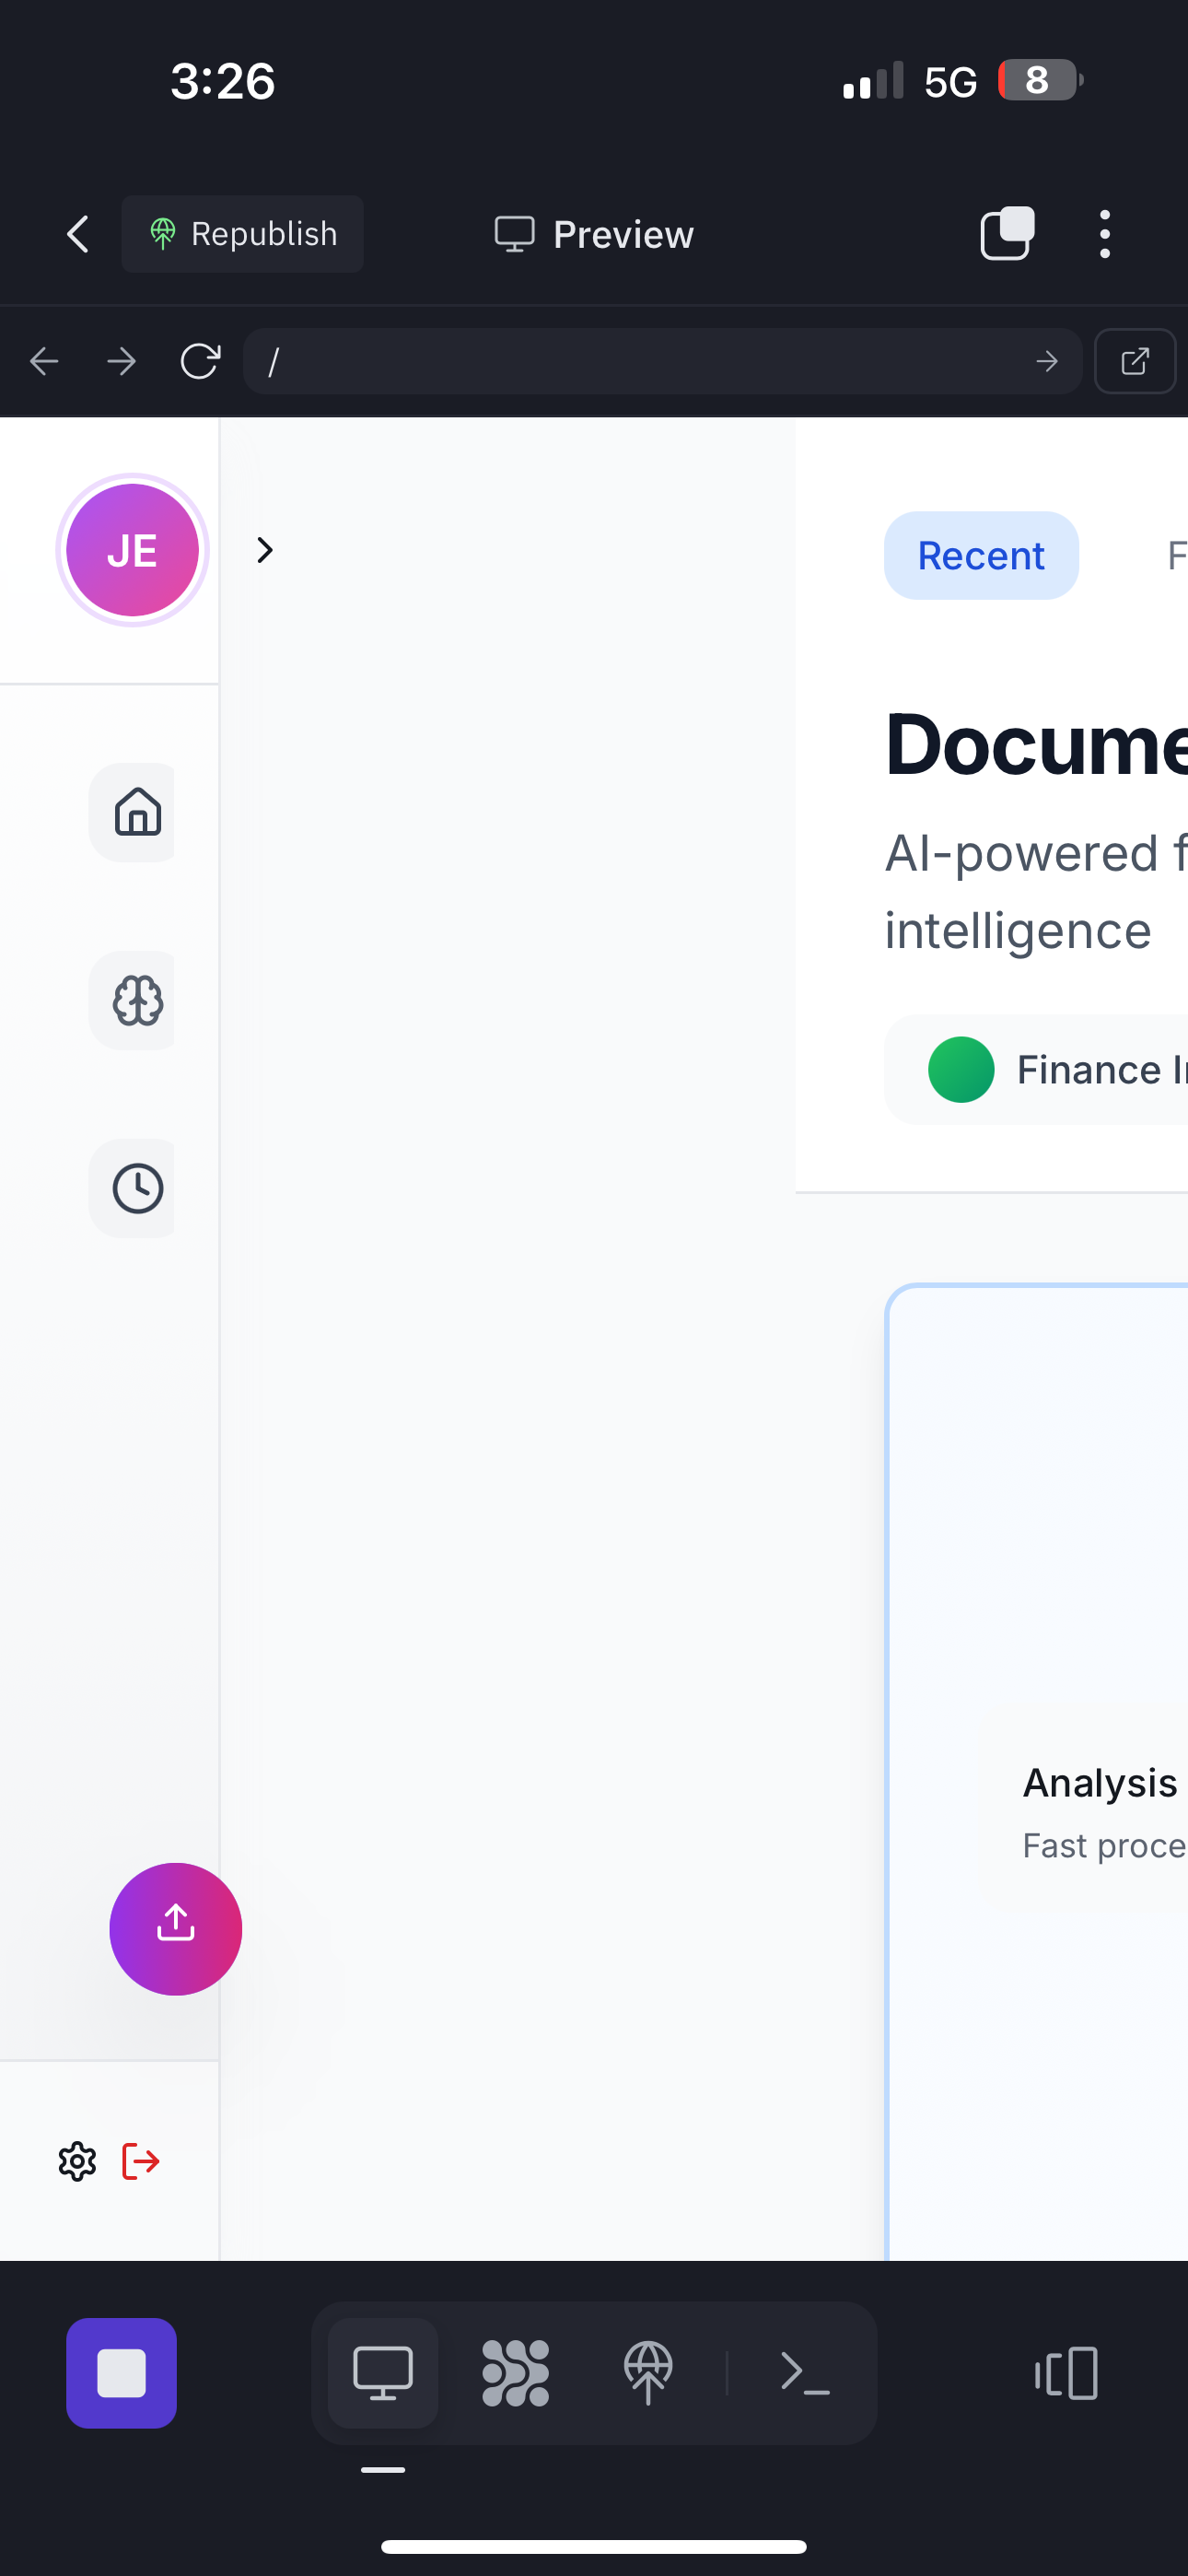 3:26
5G
8
Republish
Preview
/
JE
Recent
F
Docume
AI-powered f
intelligence
Finance I
Analysis
Fast proce